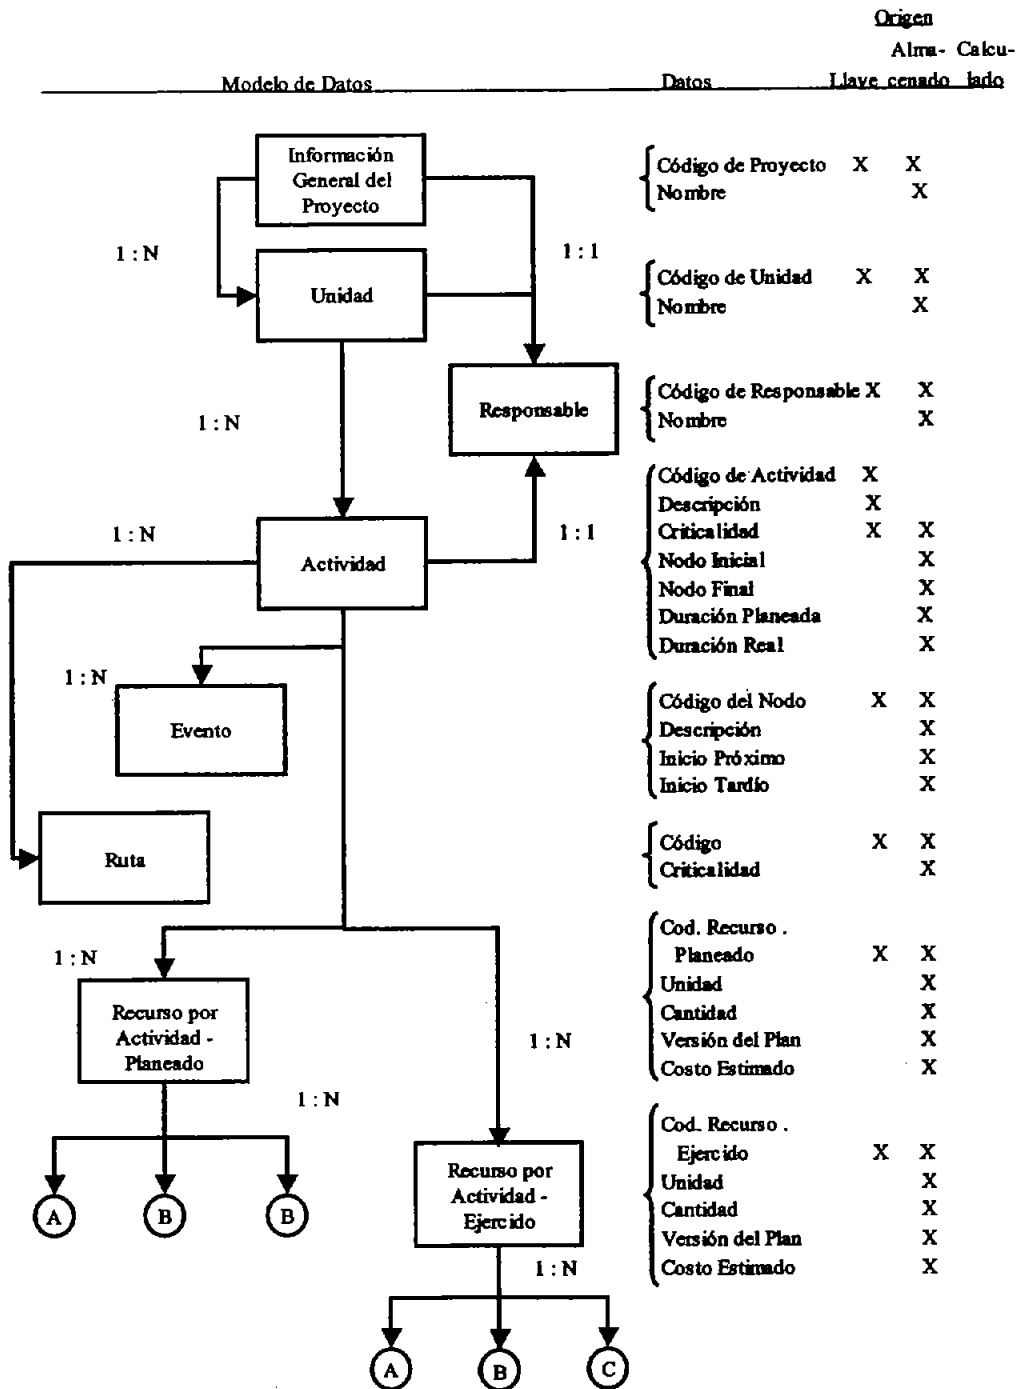 Origen
Alma- Calcu-
Modelo de Datos Datos Llave cenado lado
Información
General del
Proyecto
Código de Proyecto X X
Nombre X
1 : N
1 : 1
Unidad
Código de Unidad X X
Nombre X
Responsable
Código de Responsable X X
Nombre X
1 : N
Código de Actividad X
Descripción X
Criticalidad X X
Nodo Inicial X
Nodo Final X
Duración Planeada X
Duración Real X
1 : N
Actividad
1 : 1
1 : N
Evento
Código del Nodo X X
Descripción X
Inicio Próximo X
Inicio Tardío X
Ruta
Código X X
Criticalidad X
1 : N
Cod. Recurso .
Planeado X X
Unidad X
Cantidad X
Versión del Plan X
Costo Estimado X
Recurso por
Actividad -
Planeado
1 : N
1 : N
A B B
Cod. Recurso .
Ejercido X X
Unidad X
Cantidad X
Versión del Plan X
Costo Estimado X
Recurso por
Actividad -
Ejercido
1 : N
A B C